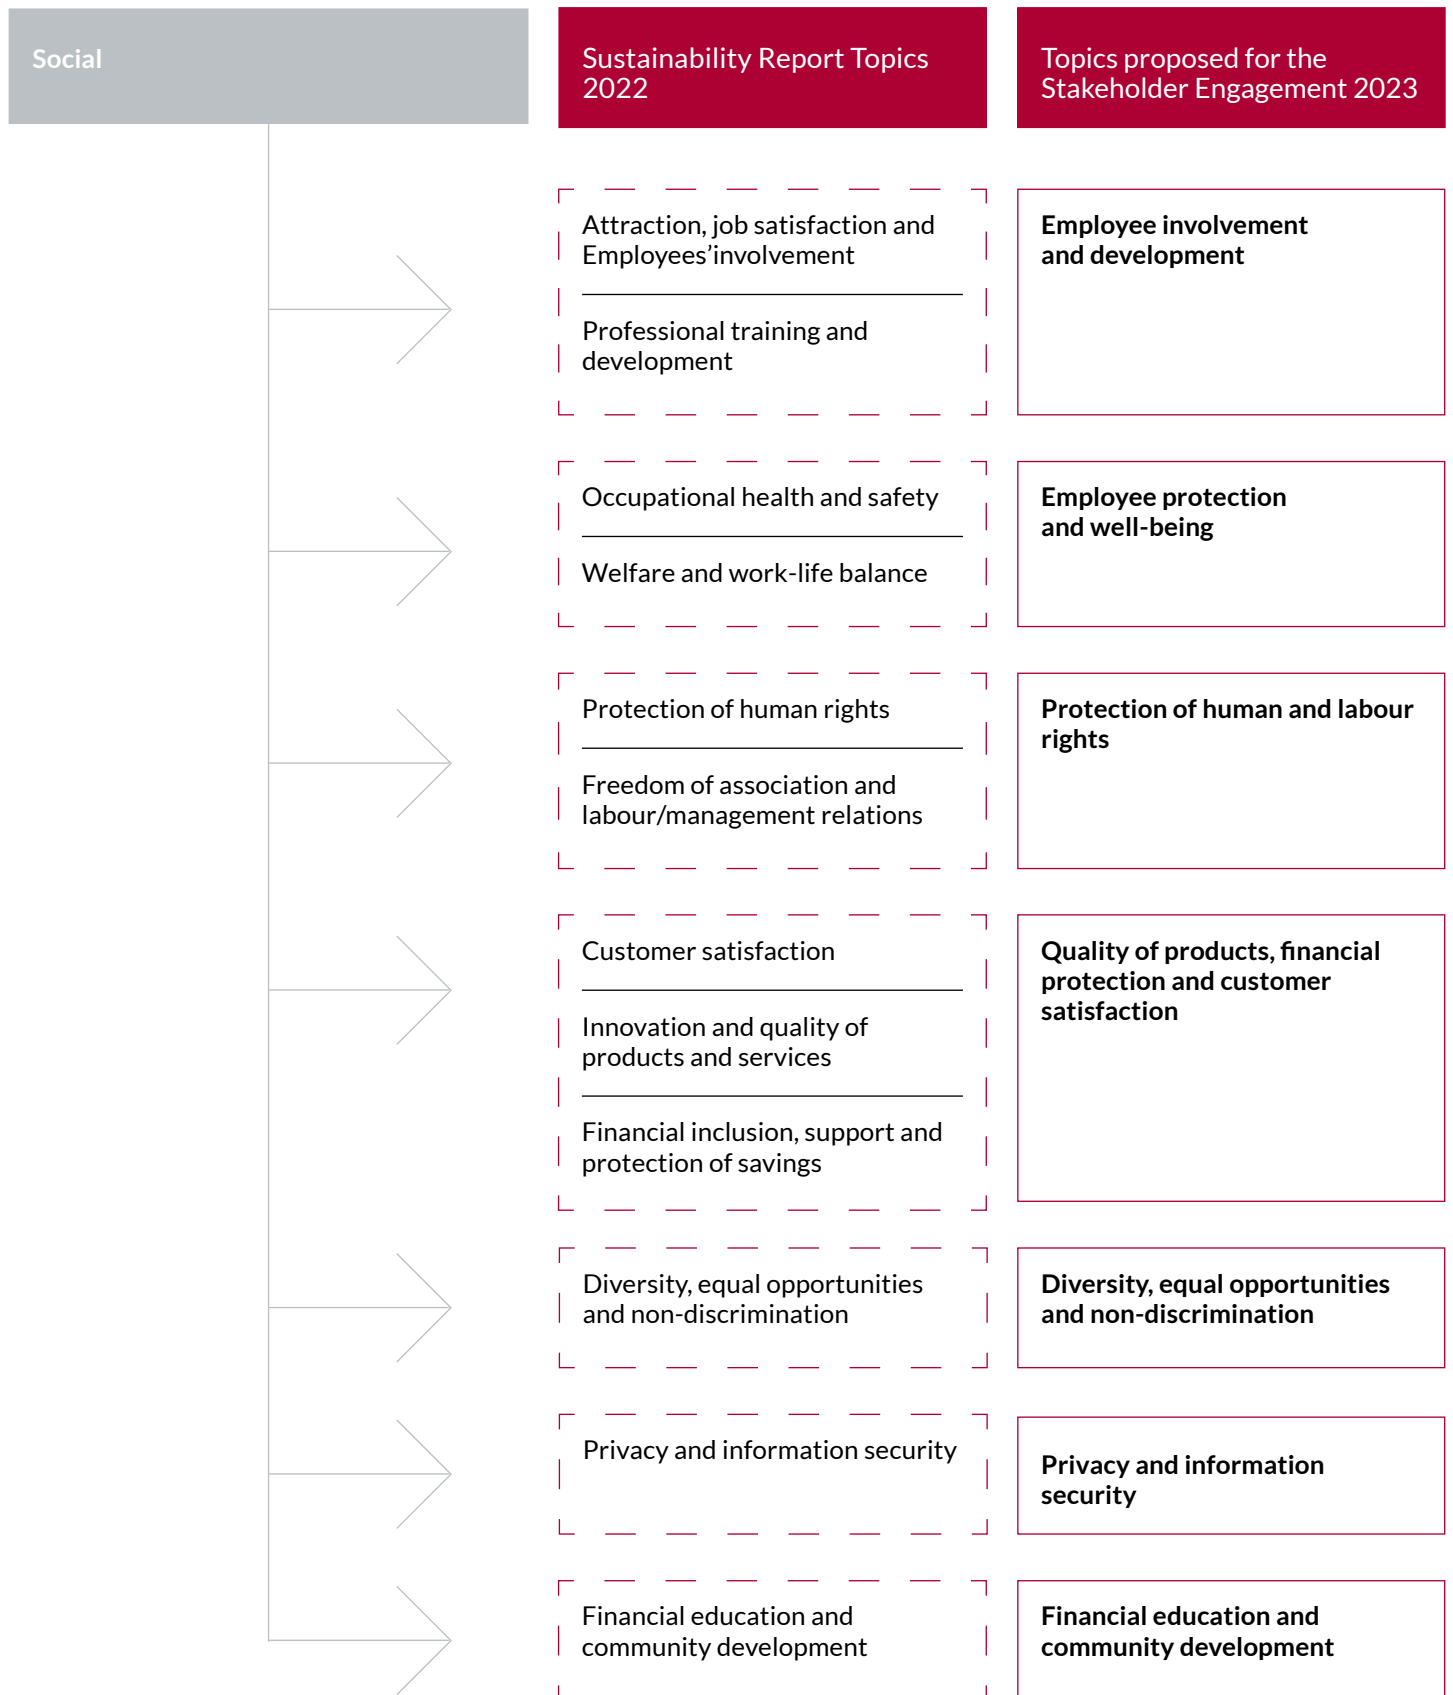 Social
Sustainability Report Topics
2022
Topics proposed for the
Stakeholder Engagement 2023
Attraction, job satisfaction and
Employees’involvement
Professional training and
development
Employee involvement
and development
Occupational health and safety
Welfare and work-life balance
Employee protection
and well-being
Protection of human rights
Freedom of association and
labour/management relations
Protection of human and labour
rights
Customer satisfaction
Innovation and quality of
products and services
Financial inclusion, support and
protection of savings
Quality of products, financial
protection and customer
satisfaction
Diversity, equal opportunities
and non-discrimination
Diversity, equal opportunities
and non-discrimination
Privacy and information security
Privacy and information
security
Financial education and
community development
Financial education and
community development